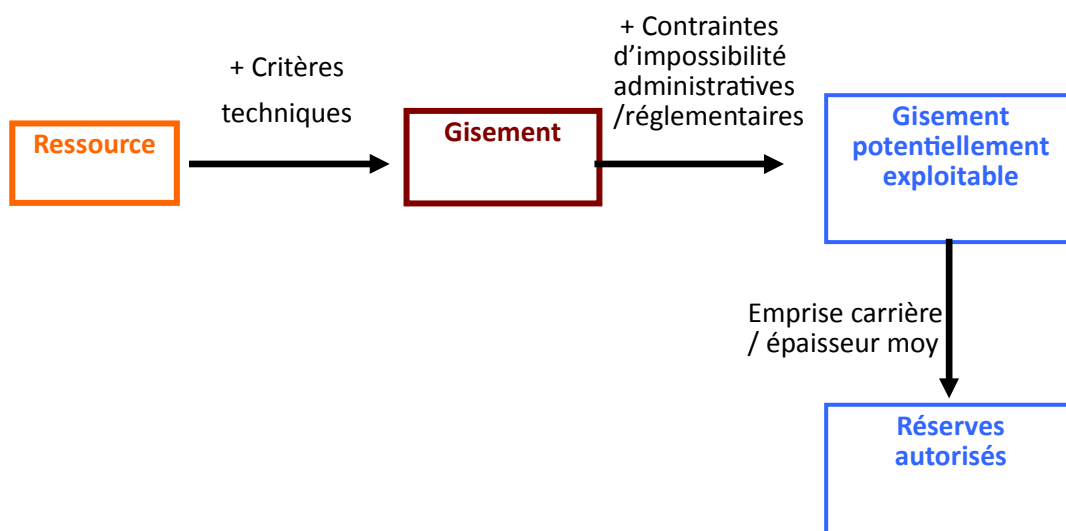 Ressource
+ Critères
techniques
Gisement
+ Contraintes
d’impossibilité
administratives
/réglementaires
Gisement
potentiellement
exploitable
Emprise carrière
/ épaisseur moy
Réserves
autorisés